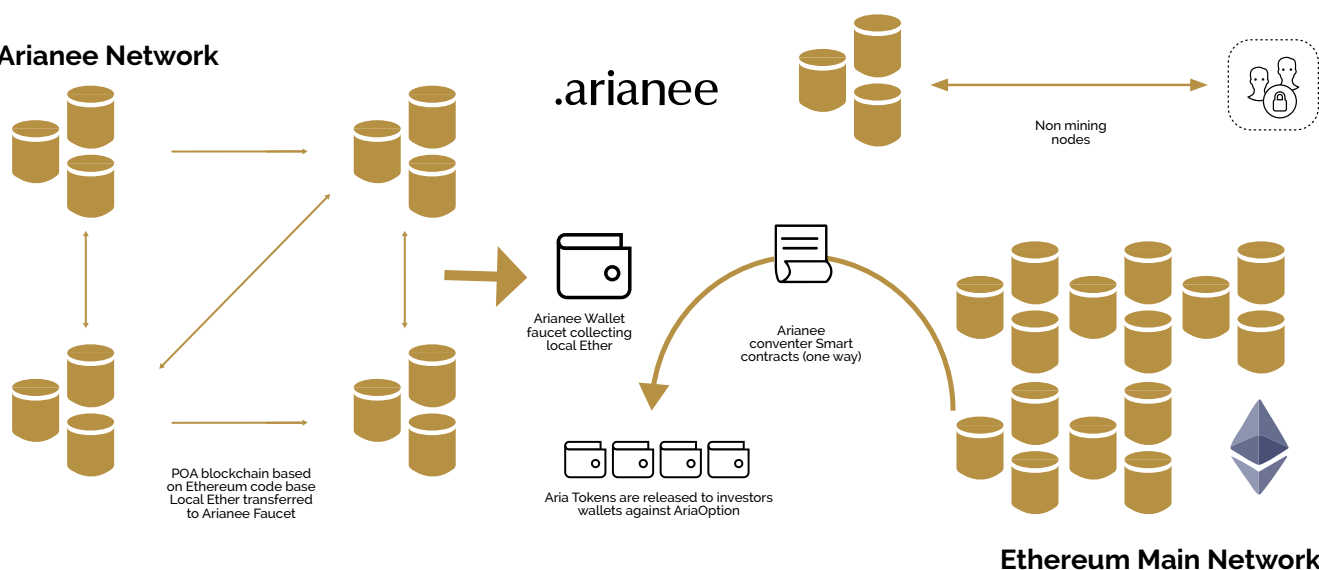 Arianee Network
.arianee
Non mining
nodes
Arianee Wallet
faucet collecting
local Ether
Arianee
conventer Smart
contracts (one way)
POA blockchain based
on Ethereum code base
Local Ether transferred
to Arianee Faucet
Aria Tokens are released to investors
wallets against AriaOption
Ethereum Main Network